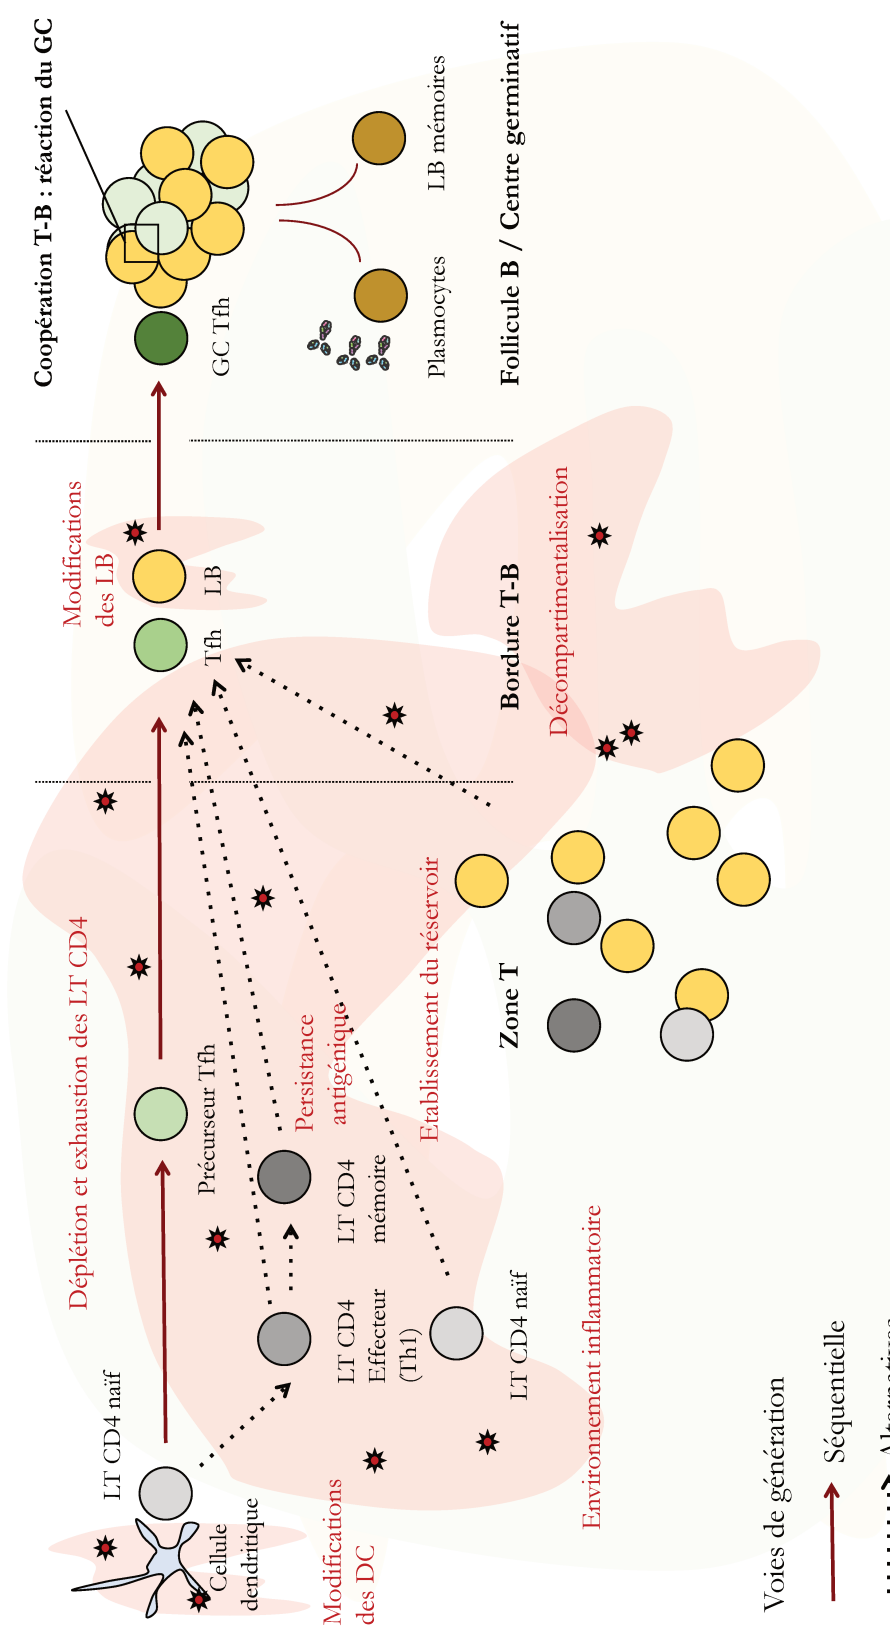 Coopération T-B : réaction du GC
Modifications
des LB
Déplétion et exhaustion des LT CD4
LT CD4 naïf
Cellule
dendritique
Précurseur Tfh
Tfh
LB
GC Tfh
Modifications
des DC
LT CD4
Effecteur
(Th1)
LT CD4
mémoire
Persistance
antigénique
Etablissement du réservoir
LT CD4 naïf
Plasmocytes
LB mémoires
Zone T
Bordure T-B
Follicule B / Centre germinatif
Environnement inflammatoire
Décompartimentalisation
Voies de génération
Séquentielle